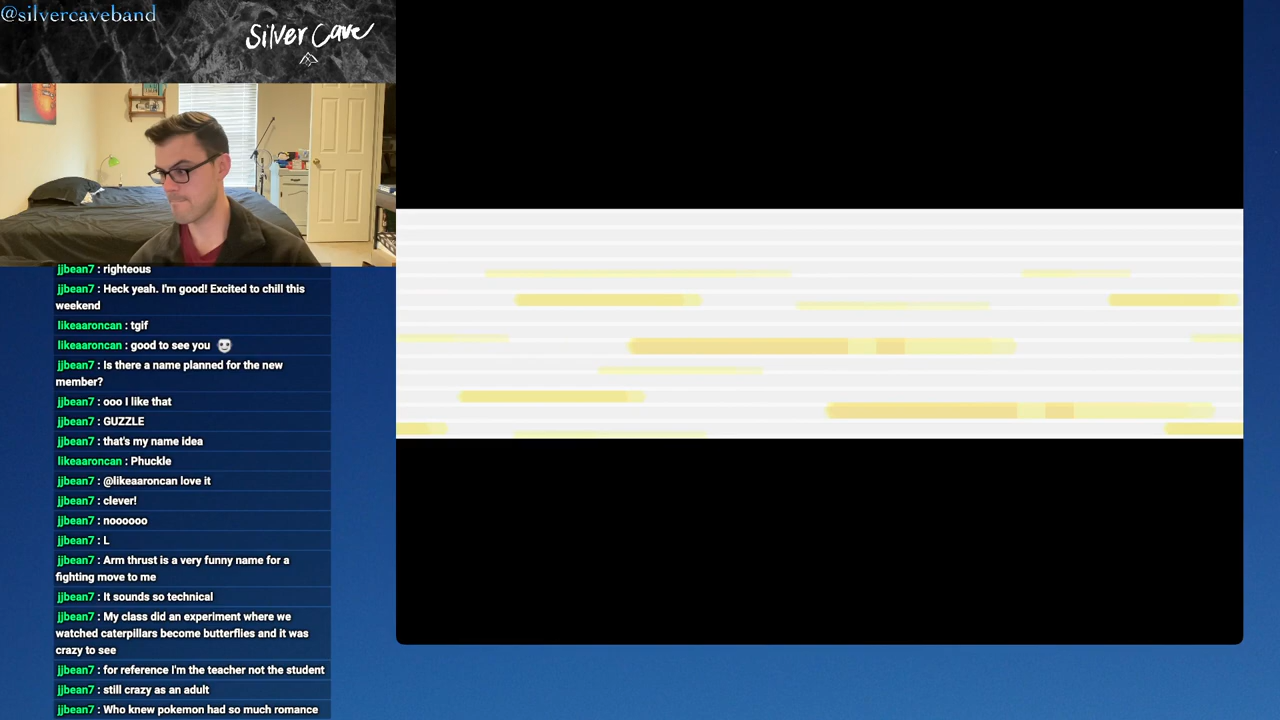 @silvercaveband
Silver Cave
jjbean7 : righteous
jjbean7 : Heck yeah. I'm good! Excited to chill this
weekend
likeaaroncan : tgif
likeaaroncan : good to see you
jjbean7 : Is there a name planned for the new
member?
jjbean7 : ooo I like that
jjbean7 : GUZZLE
jjbean7 : that's my name idea
likeaaroncan : Phuckle
jjbean7 : @likeaaroncan love it
jjbean7 : clever!
jjbean7 : noooooo
jjbean7 : L
jjbean7 : Arm thrust is a very funny name for a
fighting move to me
jjbean7 : It sounds so technical
jjbean7 : My class did an experiment where we
watched caterpillars become butterflies and it was
crazy to see
jjbean7 : for reference I'm the teacher not the student
jjbean7 : still crazy as an adult
jjbean7 : Who knew pokemon had so much romance